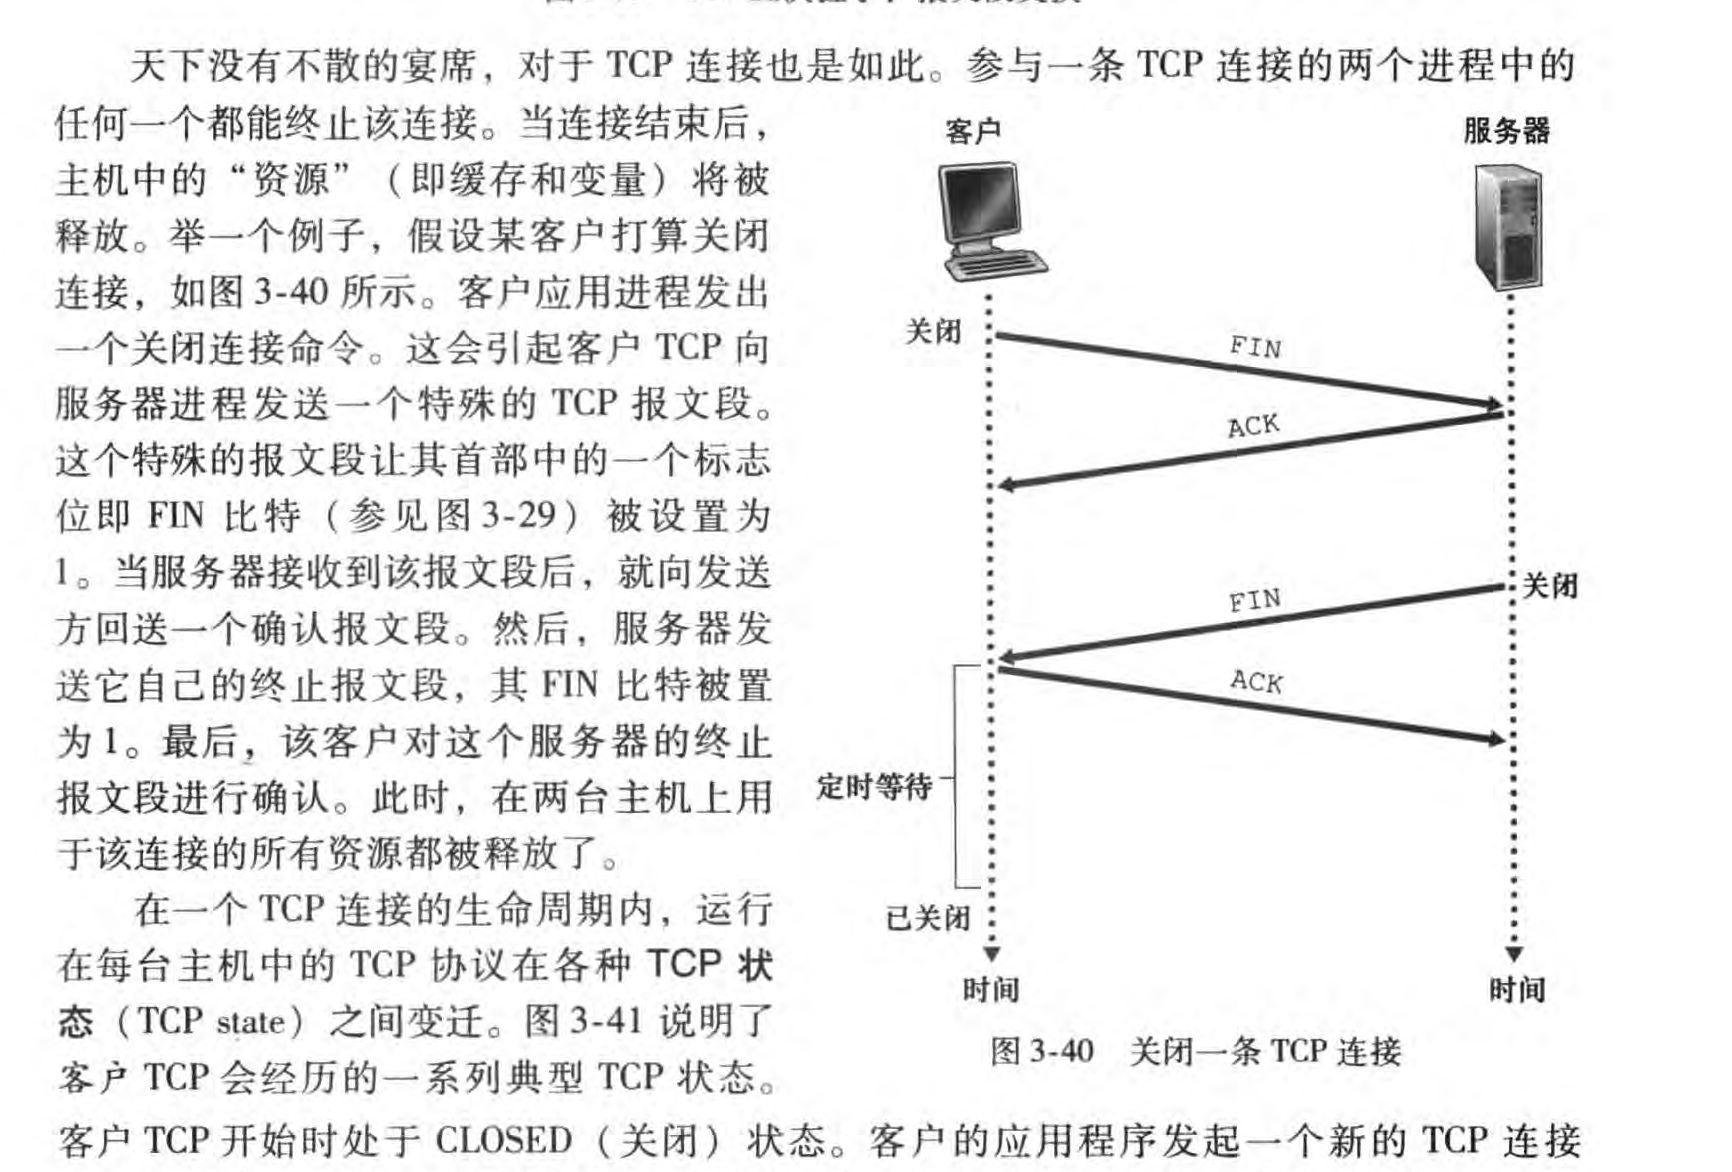 天下没有不散的宴席，对于 TCP 连接也是如此。参与一条 TCP 连接的两个进程中的
任何一个都能终止该连接。当连接结束后，
主机中的“资源”（即缓存和变量）将被
释放。举一个例子，假设某客户打算关闭
连接，如图 3-40 所示。客户应用进程发出
一个关闭连接命令。这会引起客户 TCP 向
服务器进程发送一个特殊的 TCP 报文段。
这个特殊的报文段让其首部中的一个标志
位即 FIN 比特（参见图 3-29）被设置为
1。当服务器接收到该报文段后，就向发送
方回送一个确认报文段。然后，服务器发
送它自己的终止报文段，其 FIN 比特被置
为 1。最后，该客户对这个服务器的终止
报文段进行确认。此时，在两台主机上用
于该连接的所有资源都被释放了。
在一个 TCP 连接的生命周期内，运行
在每台主机中的 TCP 协议在各种 TCP 状
态（TCP state）之间变迁。图 3-41 说明了
客户 TCP 会经历的一系列典型 TCP 状态。
客户 TCP 开始时处于 CLOSED（关闭）状态。客户的应用程序发起一个新的 TCP 连接
客户
服务器
关闭
FIN
ACK
关闭
FIN
ACK
定时等待
已关闭
时间
时间
图 3-40 关闭一条 TCP 连接